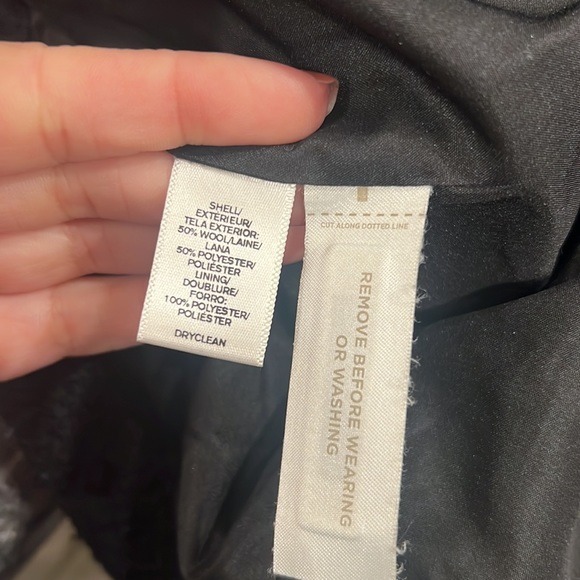 SHELL/
EXTERIEUR/
TELA EXTERIOR:
50% WOOL/LAINE/
LANA
50% POLYESTER/
POLIÉSTER
LINING/
DOUBLURE/
FORRO:
100% POLYESTER/
POLIÉSTER
DRYCLEAN
CUT ALONG DOTTED LINE
REMOVE BEFORE WEARING
OR WASHING